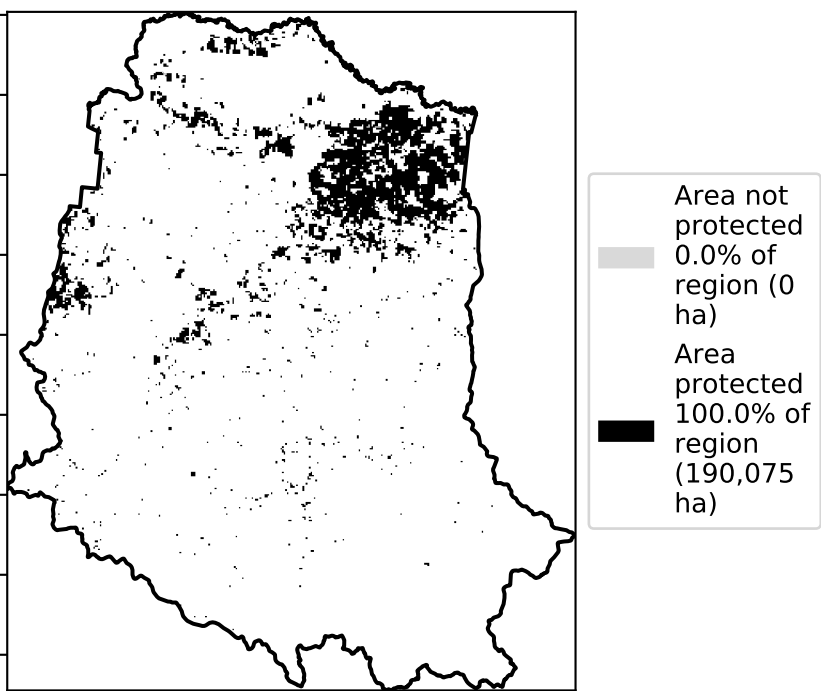 Area not
protected
0.0% of
region (0
ha)
Area
protected
100.0% of
region
(190,075
ha)